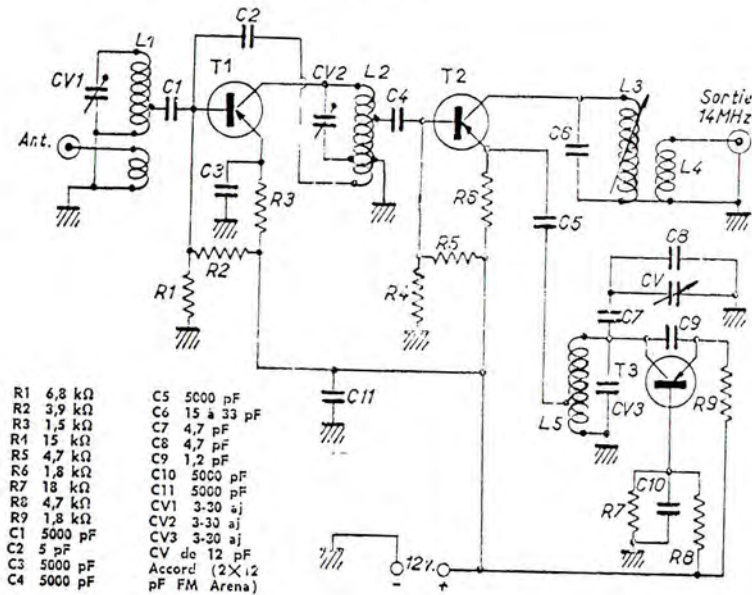 L1
C2
T1
CV2
L2
T2
L3
Sortie
14MHz
CV1
C1
C4
Ant.
C3
R3
C6
L4
R6
C5
R2
R5
C8
R1
R4
CV
C7
C9
T3
C11
L5
CV3
R9
R7
C10
R8
12V.
-
+
R1 6,8 kΩ
R2 3,9 kΩ
R3 1,5 kΩ
R4 15 kΩ
R5 4,7 kΩ
R6 1,8 kΩ
R7 18 kΩ
R8 4,7 kΩ
R9 1,8 kΩ
C1 5000 pF
C2 5 pF
C3 5000 pF
C4 5000 pF
C5 5000 pF
C6 15 à 33 pF
C7 4,7 pF
C8 4,7 pF
C9 1,2 pF
C10 5000 pF
C11 5000 pF
CV1 3-30 aj
CV2 3-30 aj
CV3 3-30 aj
CV de 12 pF
Accord (2×12
pF FM Arena)